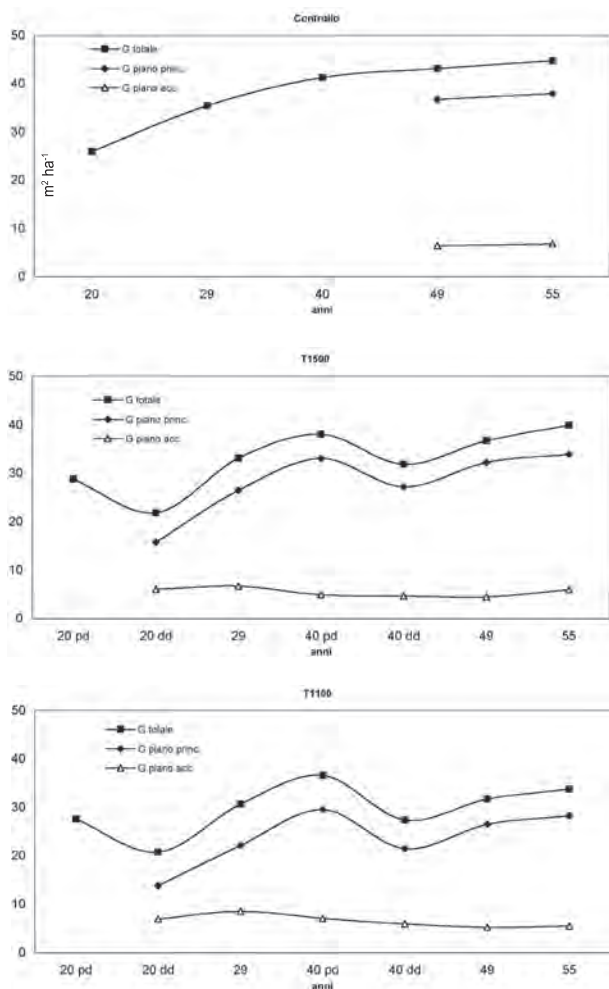 Controllo
50
40
30
20
10
0
m² ha⁻¹
G totale
G piano princ.
G piano acc.
20 29 40 49 55
anni
T1500
50
40
30
20
10
0
G totale
G piano princ.
G piano acc.
20 pd 20 dd 29 40 pd 40 dd 49 55
anni
T1100
50
40
30
20
10
0
G totale
G piano princ.
G piano acc.
20 pd 20 dd 29 40 pd 40 dd 49 55
anni